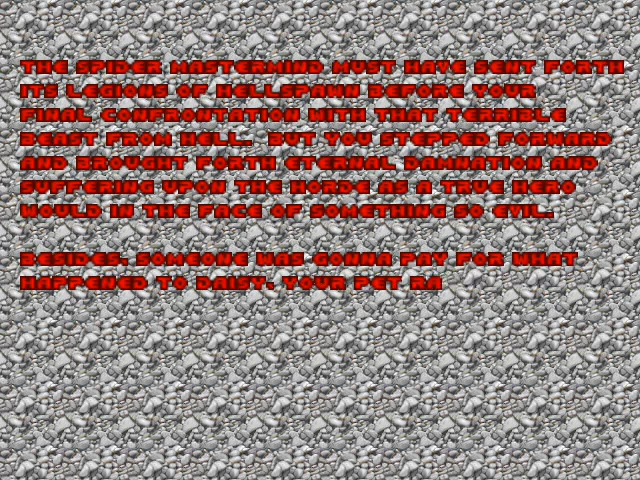 THE SPIDER MASTERMIND MUST HAVE SENT FORTH
ITS LEGIONS OF HELLSPAWN BEFORE YOUR
FINAL CONFRONTATION WITH THAT TERRIBLE
BEAST FROM HELL. BUT YOU STEPPED FORWARD
AND BROUGHT FORTH ETERNAL DAMNATION AND
SUFFERING UPON THE HORDE AS A TRUE HERO
WOULD IN THE FACE OF SOMETHING SO EVIL.
BESIDES, SOMEONE WAS GONNA PAY FOR WHAT
HAPPENED TO DAISY, YOUR PET RA